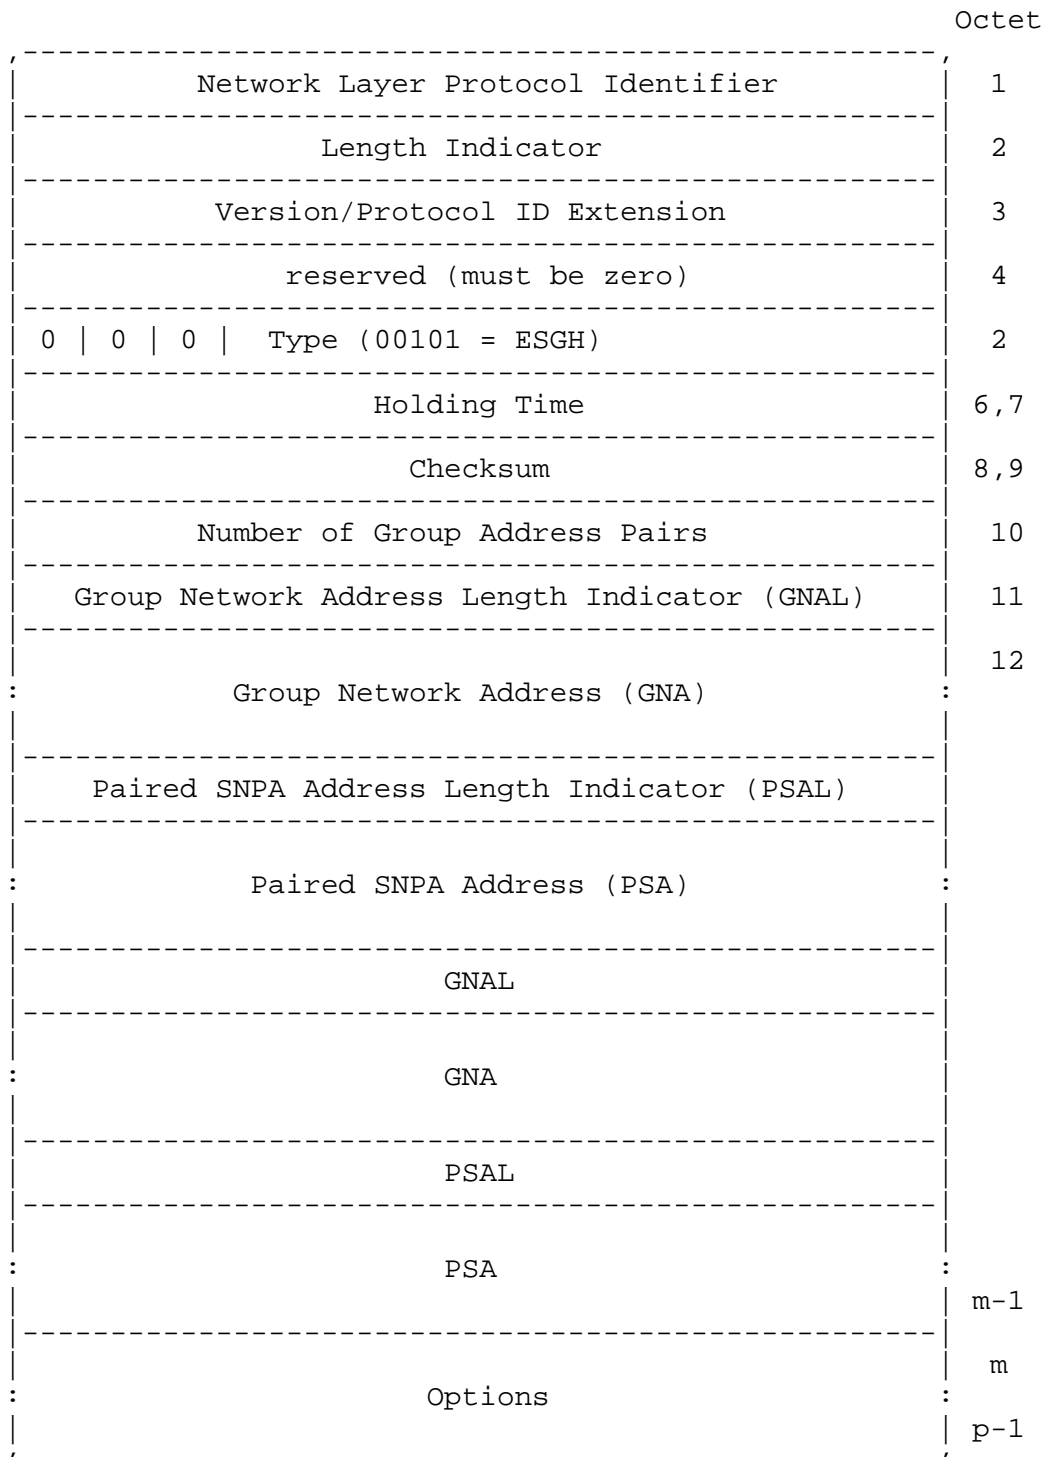 Octet
Network Layer Protocol Identifier 1
Length Indicator 2
Version/Protocol ID Extension 3
reserved (must be zero) 4
0 | 0 | 0 | Type (00101 = ESGH) 2
Holding Time 6,7
Checksum 8,9
Number of Group Address Pairs 10
Group Network Address Length Indicator (GNAL) 11
12
Group Network Address (GNA)
Paired SNPA Address Length Indicator (PSAL)
Paired SNPA Address (PSA)
GNAL
GNA
PSAL
PSA
m-1
m
Options
p-1